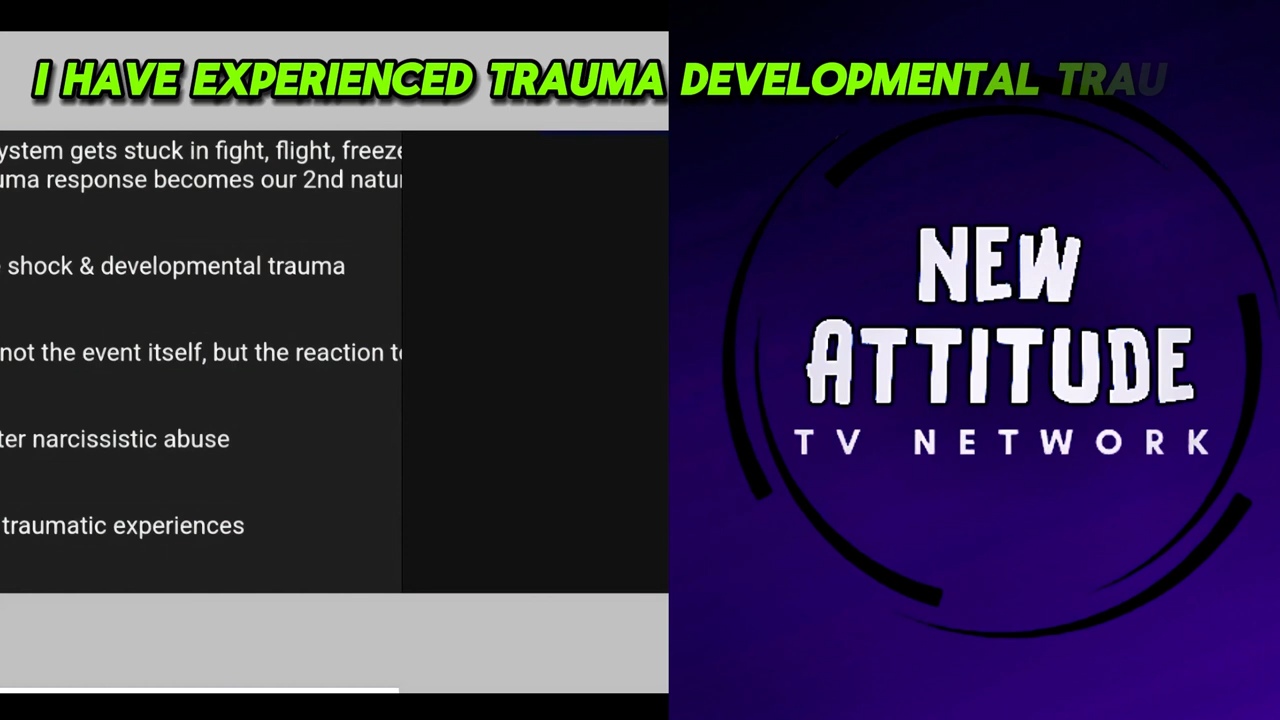 I HAVE EXPERIENCED TRAUMA DEVELOPMENTAL TRAU
ystem gets stuck in fight, flight, freeze
uma response becomes our 2nd natur
shock & developmental trauma
not the event itself, but the reaction to
ter narcissistic abuse
traumatic experiences
NEW
ATTITUDE
TV NETWORK